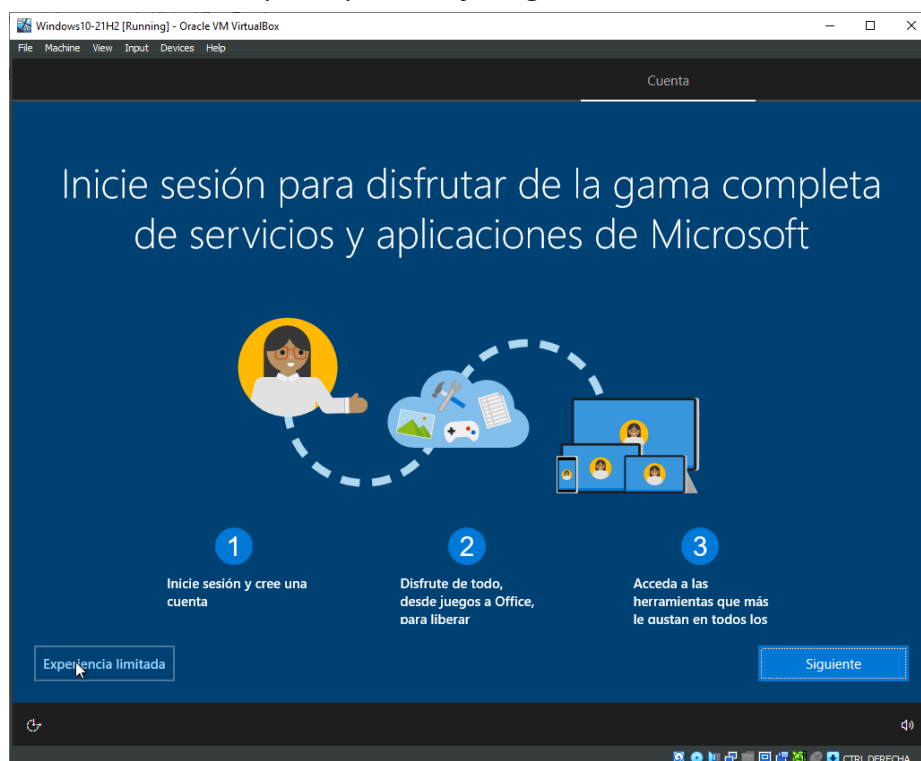 Windows10-21H2 [Running] - Oracle VM VirtualBox
File Machine View Input Devices Help
Cuenta
Inicie sesión para disfrutar de la gama completa
de servicios y aplicaciones de Microsoft
1
2
3
Inicie sesión y cree una
cuenta
Disfrute de todo,
desde juegos a Office,
para liberar
Acceda a las
herramientas que más
le gustan en todos los
Experiencia limitada
Siguiente
CTRL DERECHA